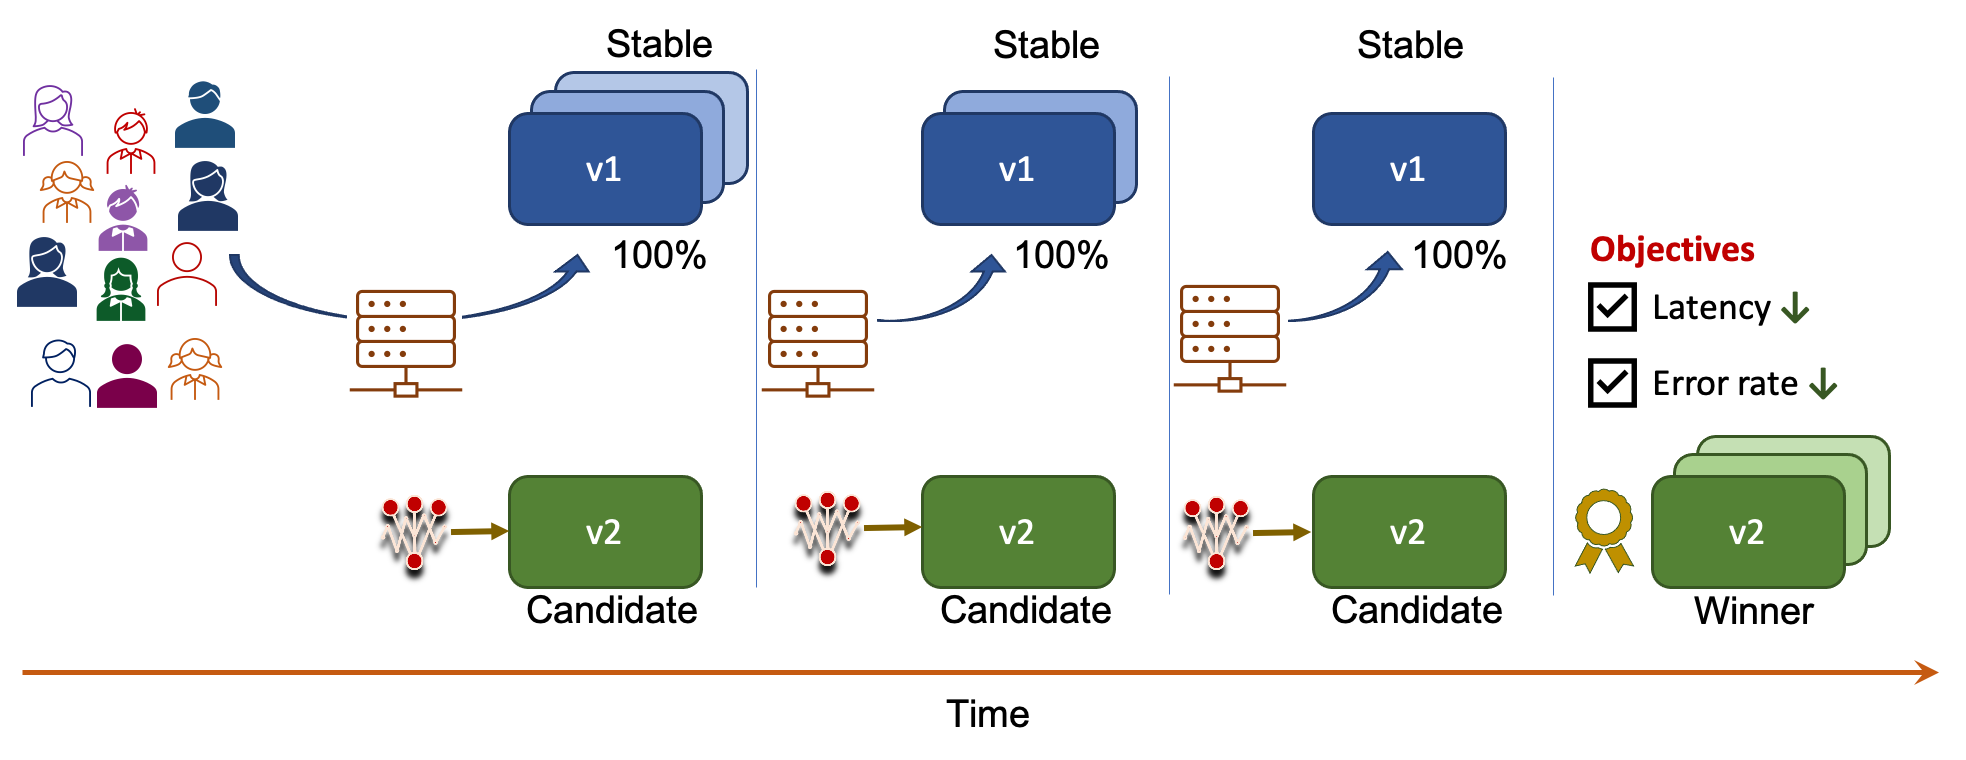 Stable
Stable
Stable
v1
v1
v1
100%
100%
100%
Objectives
Latency
Error rate
v2
v2
v2
v2
Candidate
Candidate
Candidate
Winner
Time